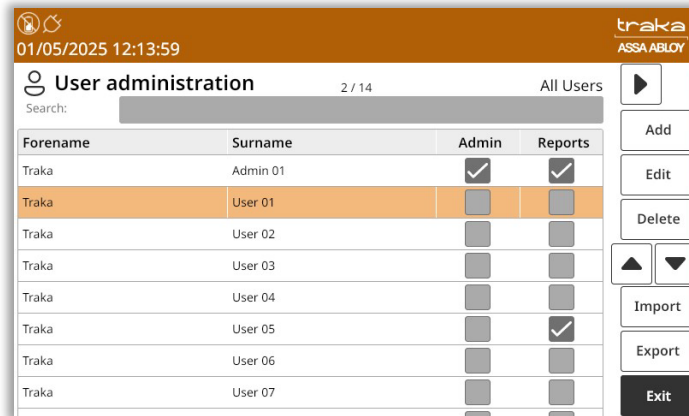 traka
01/05/2025 12:13:59
ASSA ABLOY
User administration 2 / 14 All Users
Search:
Forename Surname Admin Reports
Traka Admin 01
Traka User 01
Traka User 02
Traka User 03
Traka User 04
Traka User 05
Traka User 06
Traka User 07
Add
Edit
Delete
Import
Export
Exit